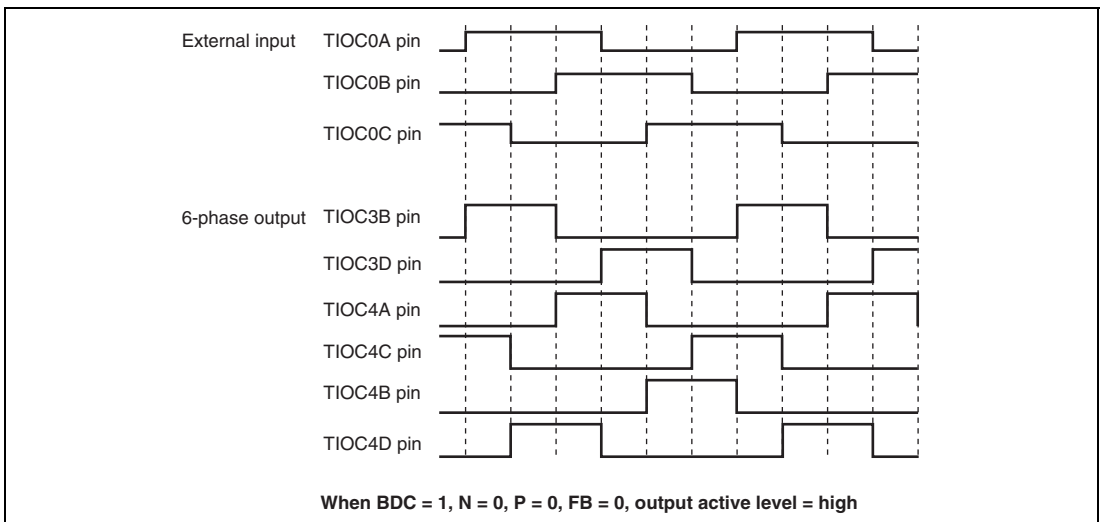 External input TIOC0A pin
TIOC0B pin
TIOC0C pin
6-phase output TIOC3B pin
TIOC3D pin
TIOC4A pin
TIOC4C pin
TIOC4B pin
TIOC4D pin
When BDC = 1, N = 0, P = 0, FB = 0, output active level = high